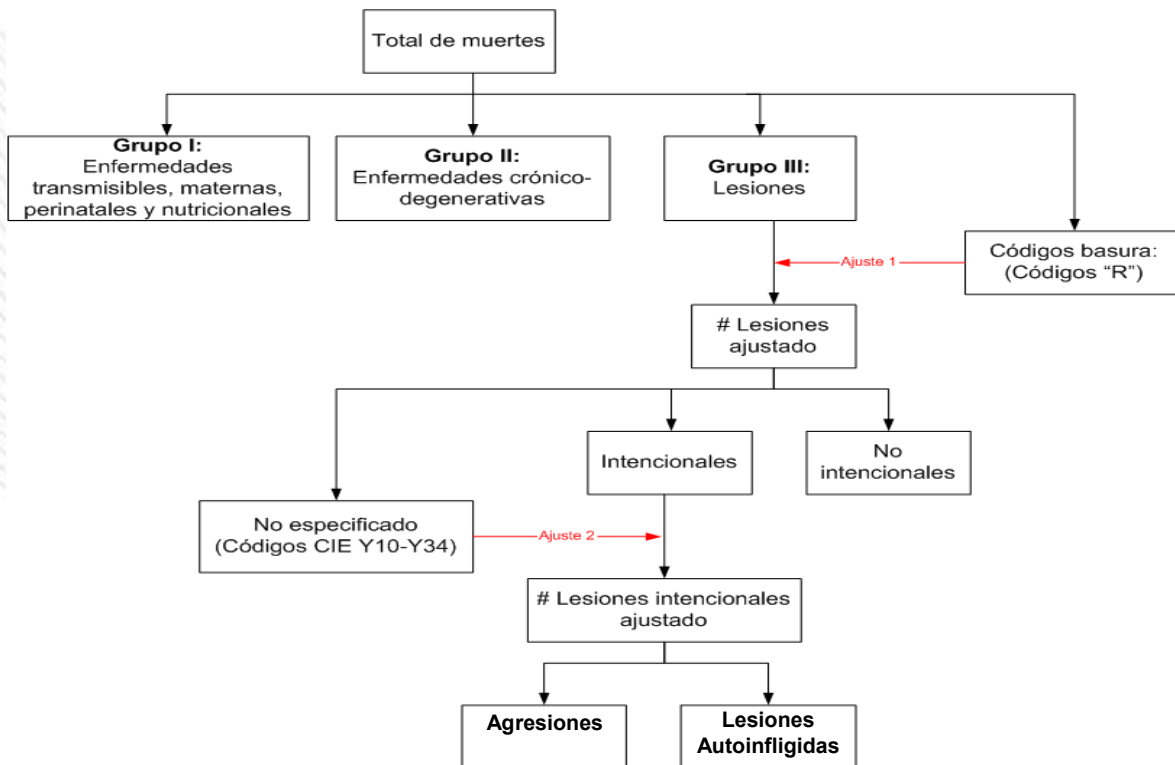 Total de muertes
Grupo I:
Enfermedades
transmisibles, maternas,
perinatales y nutricionales
Grupo II:
Enfermedades crónico-
degenerativas
Grupo III:
Lesiones
Códigos basura:
(Códigos “R”)
Ajuste 1
# Lesiones
ajustado
Intencionales
No
intencionales
No especificado
(Códigos CIE Y10-Y34)
Ajuste 2
# Lesiones intencionales
ajustado
Agresiones
Lesiones
Autoinfligidas